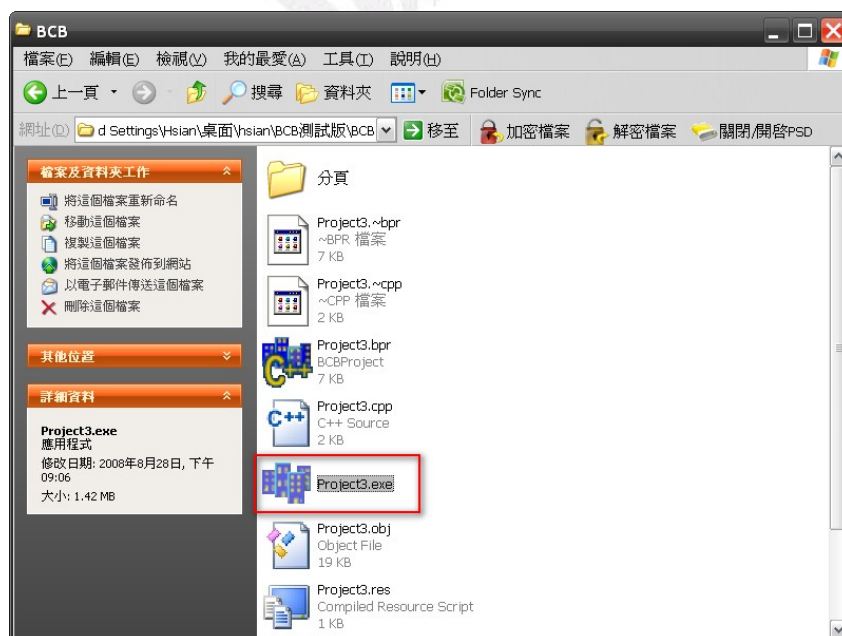 BCB
檔案(F) 編輯(E) 檢視(V) 我的最愛(A) 工具(T) 說明(H)
上一頁 搜尋 資料夾 Folder Sync
網址(D) d Settings\Hsian\桌面\hsian\BCB測試版\BCB 移至 加密檔案 解密檔案 關閉/開啓PSD
檔案及資料夾工作
將這個檔案重新命名
移動這個檔案
複製這個檔案
將這個檔案發佈到網站
以電子郵件傳送這個檔案
刪除這個檔案
其他位置
詳細資料
Project3.exe
應用程式
修改日期: 2008年8月28日, 下午
09:06
大小: 1.42 MB
分頁
Project3.~bpr
~BPR 檔案
7 KB
Project3.~cpp
~CPP 檔案
2 KB
Project3.bpr
BCBProject
7 KB
Project3.cpp
C++ Source
2 KB
Project3.exe
Project3.obj
Object File
19 KB
Project3.res
Compiled Resource Script
1 KB